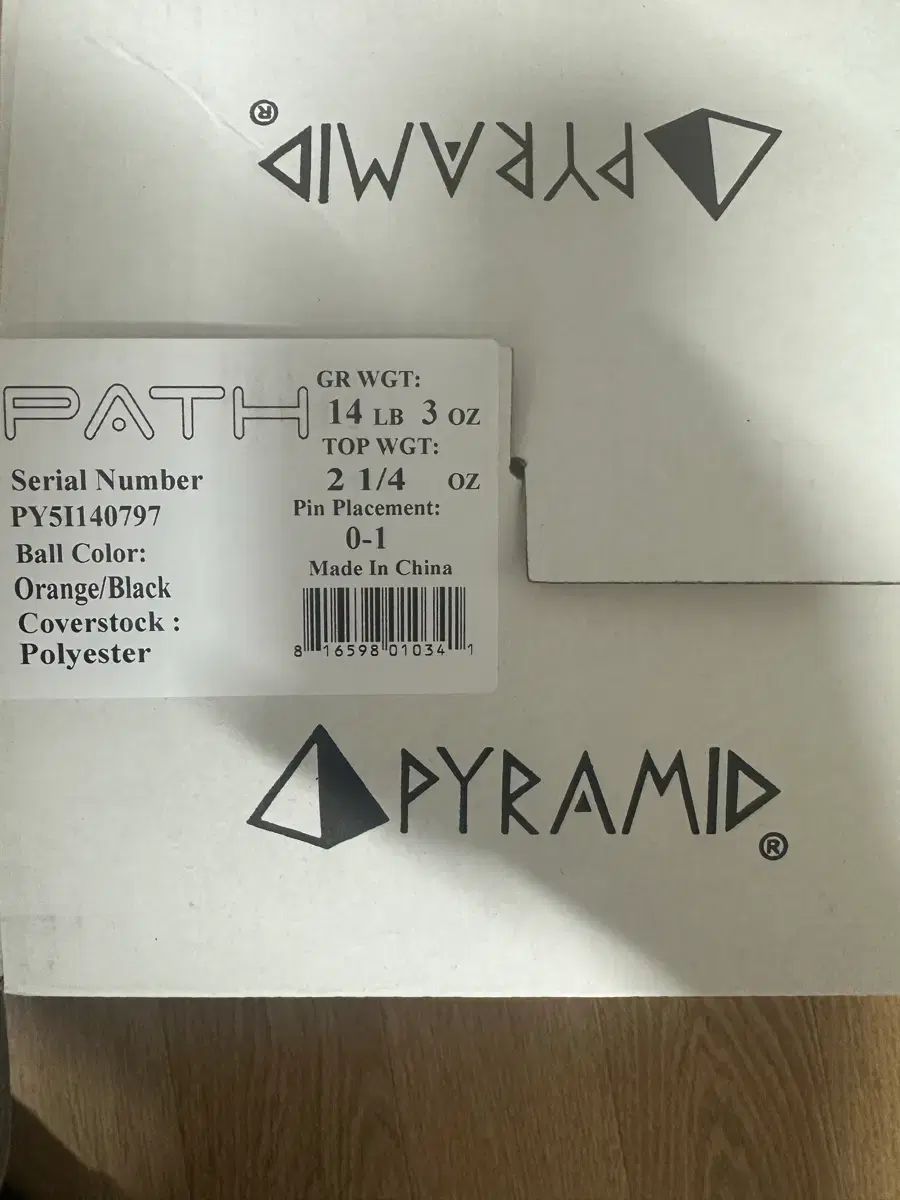 PYRAMID®
PATH
Serial Number
PY5I140797
Ball Color:
Orange/Black
Coverstock :
Polyester
GR WGT:
14 LB 3 OZ
TOP WGT:
2 1/4 OZ
Pin Placement:
0-1
Made In China
8 16598 01034 1
PYRAMID®